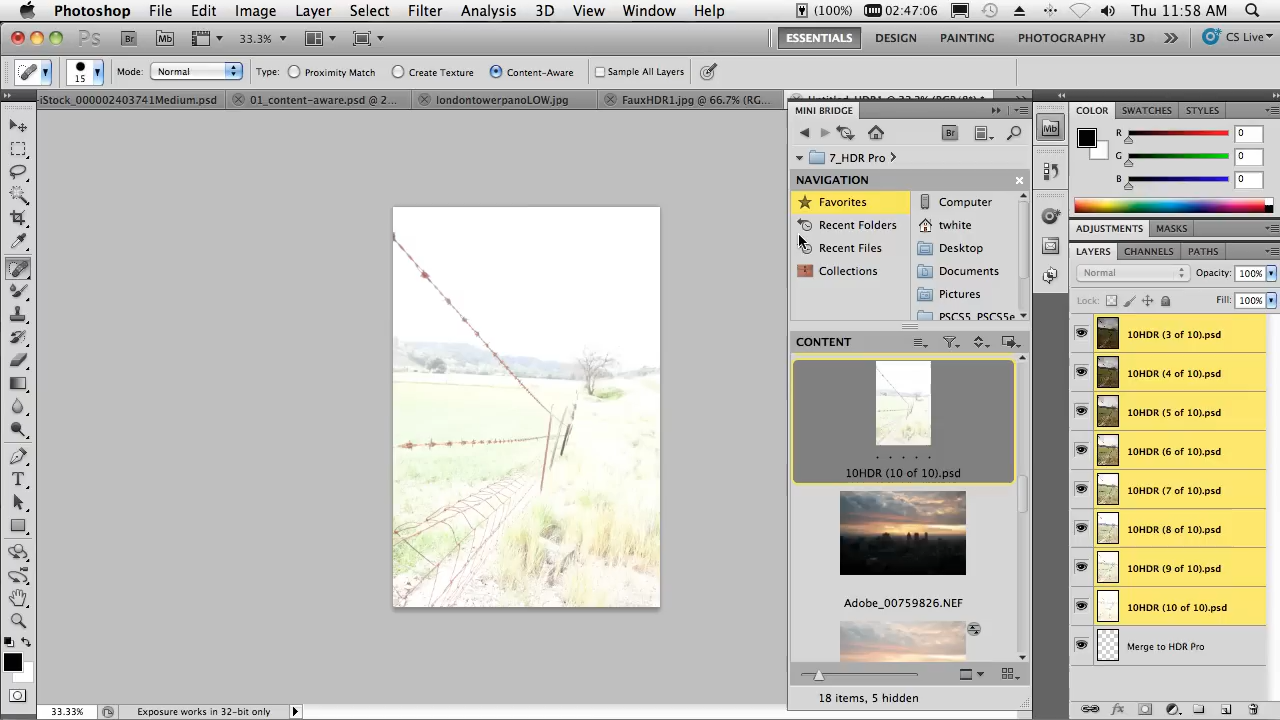 Photoshop File Edit Image Layer Select Filter Analysis 3D View Window Help (100%) 02:47:06 Thu 11:58 AM
Ps Br Mb 33.3% ESSENTIALS DESIGN PAINTING PHOTOGRAPHY 3D CS Live
15 Mode: Normal Type: Proximity Match Create Texture Content-Aware Sample All Layers
iStock_000002403741Medium.psd 01_content-aware.psd @ 2... londontowerpanoLOW.jpg FauxHDR1.jpg @ 66.7% (RG...
MINI BRIDGE
Br
7_HDR Pro
NAVIGATION
Favorites
Recent Folders
Recent Files
Collections
Computer
twhite
Desktop
Documents
Pictures
PSCS5_PSCS5e
CONTENT
10HDR (10 of 10).psd
Adobe_00759826.NEF
18 items, 5 hidden
Mb
COLOR SWATCHES STYLES
R 0
G 0
B 0
ADJUSTMENTS MASKS
LAYERS CHANNELS PATHS
Normal Opacity: 100%
Lock: Fill: 100%
10HDR (3 of 10).psd
10HDR (4 of 10).psd
10HDR (5 of 10).psd
10HDR (6 of 10).psd
10HDR (7 of 10).psd
10HDR (8 of 10).psd
10HDR (9 of 10).psd
10HDR (10 of 10).psd
Merge to HDR Pro
33.33% Exposure works in 32-bit only